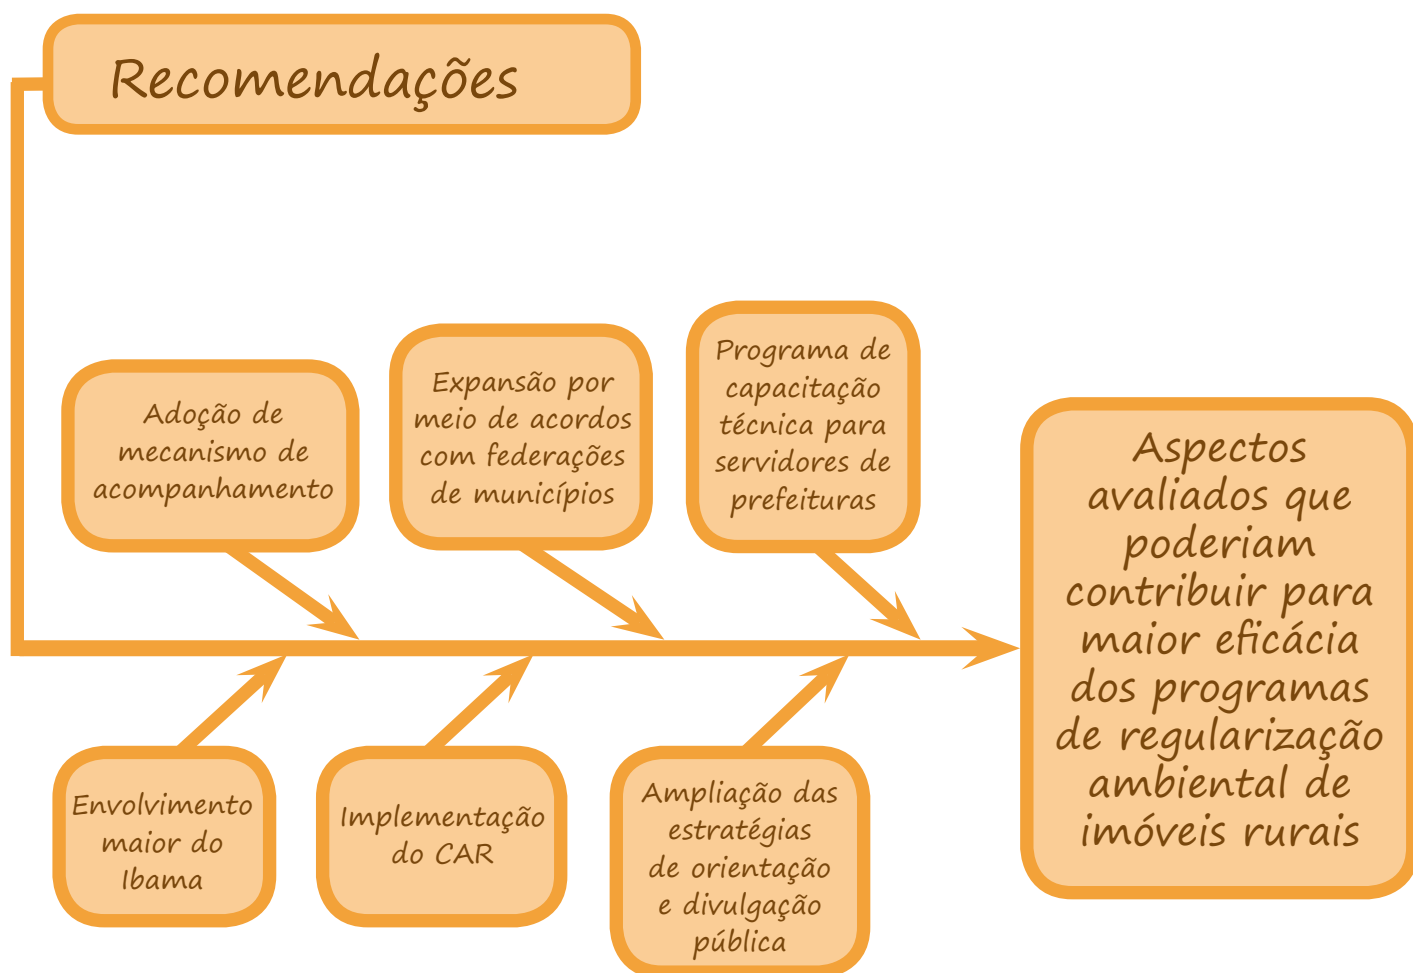 Recomendações
Adoção de
mecanismo de
acompanhamento
Expansão por
meio de acordos
com federações
de municípios
Programa de
capacitação
técnica para
servidores de
prefeituras
Envolvimento
maior do
Ibama
Implementação
do CAR
Ampliação das
estratégias
de orientação
e divulgação
pública
Aspectos
avaliados que
poderiam
contribuir para
maior eficácia
dos programas
de regularização
ambiental de
imóveis rurais